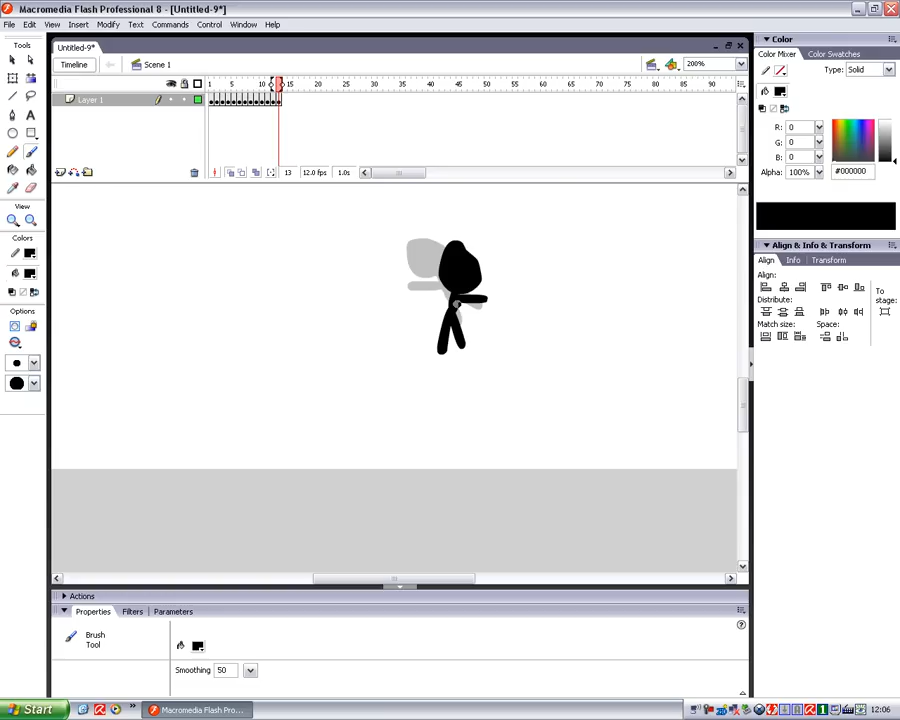 Macromedia Flash Professional 8 - [Untitled-9*]
File Edit View Insert Modify Text Commands Control Window Help
Tools
View
Colors
Options
Untitled-9*
Timeline
Scene 1
200%
1 5 10 15 20 25 30 35 40 45 50 55 60 65 70 75 80 85 90
Layer 1
13 12.0 fps 1.0s
Color
Color Mixer Color Swatches
Type: Solid
R: 0
G: 0
B: 0
Alpha: 100% #000000
Align & Info & Transform
Align Info Transform
Align:
Distribute:
Match size: Space:
To
stage:
Actions
Properties Filters Parameters
Brush
Tool
Smoothing 50
Start
Macromedia Flash Pro...
12:06